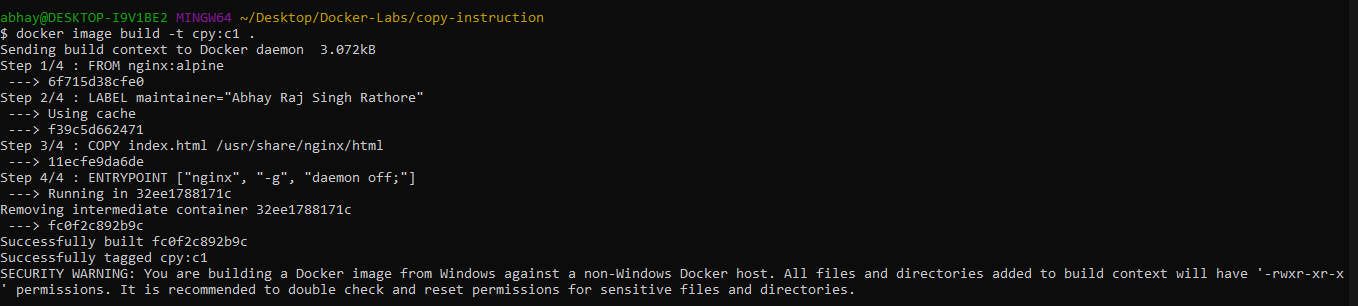 abhay@DESKTOP-I9V1BE2 MINGW64 ~/Desktop/Docker-Labs/copy-instruction
$ docker image build -t cpy:c1 .
Sending build context to Docker daemon  3.072kB
Step 1/4 : FROM nginx:alpine
 ---> 6f715d38cfe0
Step 2/4 : LABEL maintainer="Abhay Raj Singh Rathore"
 ---> Using cache
 ---> f39c5d662471
Step 3/4 : COPY index.html /usr/share/nginx/html
 ---> 11ecfe9da6de
Step 4/4 : ENTRYPOINT ["nginx", "-g", "daemon off;"]
 ---> Running in 32ee1788171c
Removing intermediate container 32ee1788171c
 ---> fc0f2c892b9c
Successfully built fc0f2c892b9c
Successfully tagged cpy:c1
SECURITY WARNING: You are building a Docker image from Windows against a non-Windows Docker host. All files and directories added to build context will have '-rwxr-xr-x
' permissions. It is recommended to double check and reset permissions for sensitive files and directories.